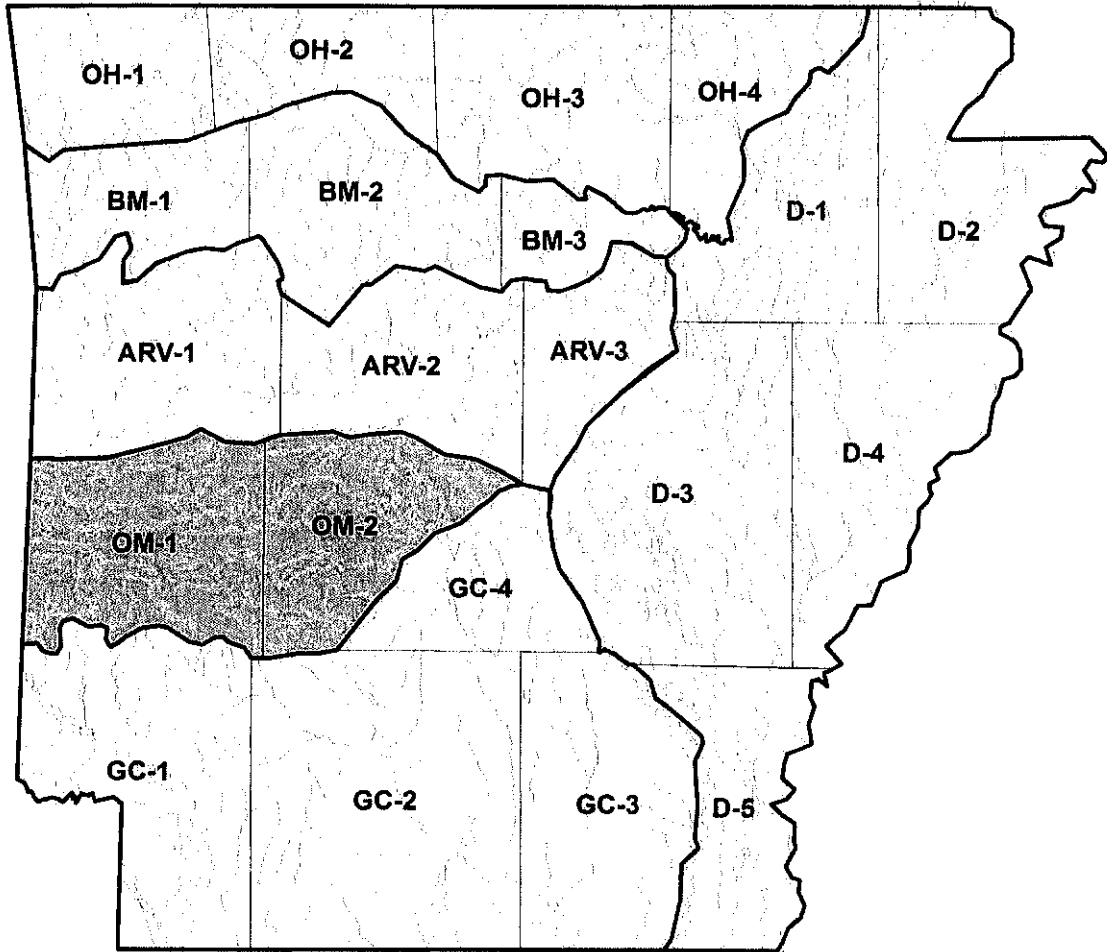 OH-1
OH-2
OH-3
OH-4
BM-1
BM-2
BM-3
D-1
D-2
ARV-1
ARV-2
ARV-3
OM-1
OM-2
GC-4
D-3
D-4
GC-1
GC-2
GC-3
D-5